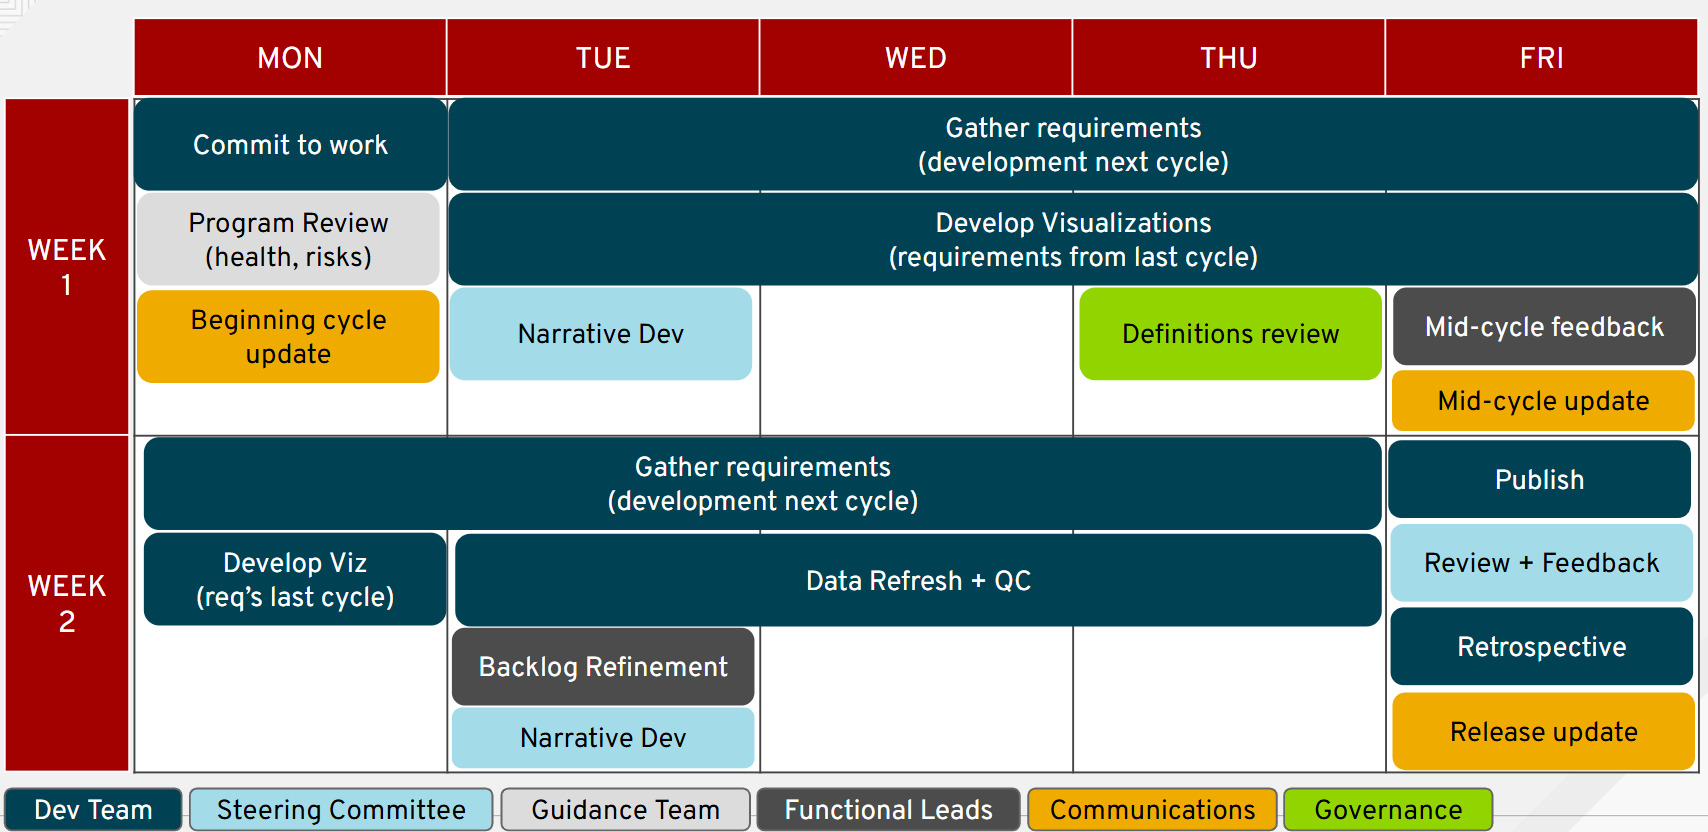 MON
TUE
WED
THU
FRI
WEEK
1
Commit to work
Gather requirements
(development next cycle)
Program Review
(health, risks)
Develop Visualizations
(requirements from last cycle)
Beginning cycle
update
Narrative Dev
Definitions review
Mid-cycle feedback
Mid-cycle update
WEEK
2
Gather requirements
(development next cycle)
Publish
Develop Viz
(req’s last cycle)
Data Refresh + QC
Review + Feedback
Backlog Refinement
Retrospective
Narrative Dev
Release update
Dev Team
Steering Committee
Guidance Team
Functional Leads
Communications
Governance